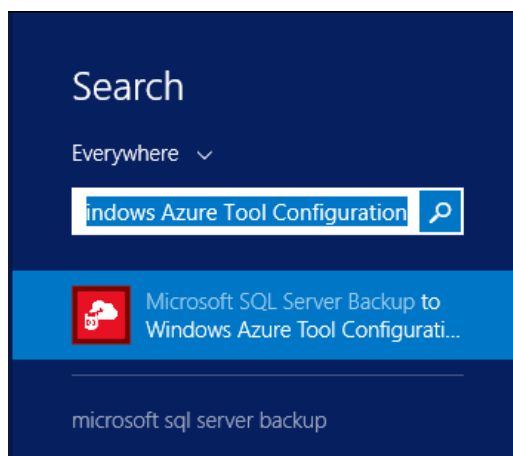 Search
Everywhere
indows Azure Tool Configuration
Microsoft SQL Server Backup to
Windows Azure Tool Configurati...
microsoft sql server backup